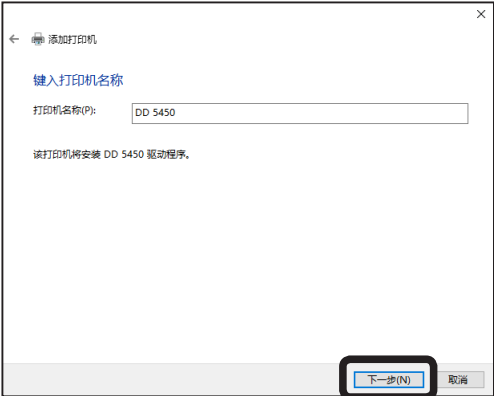 添加打印机
键入打印机名称
打印机名称(P): DD 5450
该打印机将安装 DD 5450 驱动程序。
下一步(N) 取消